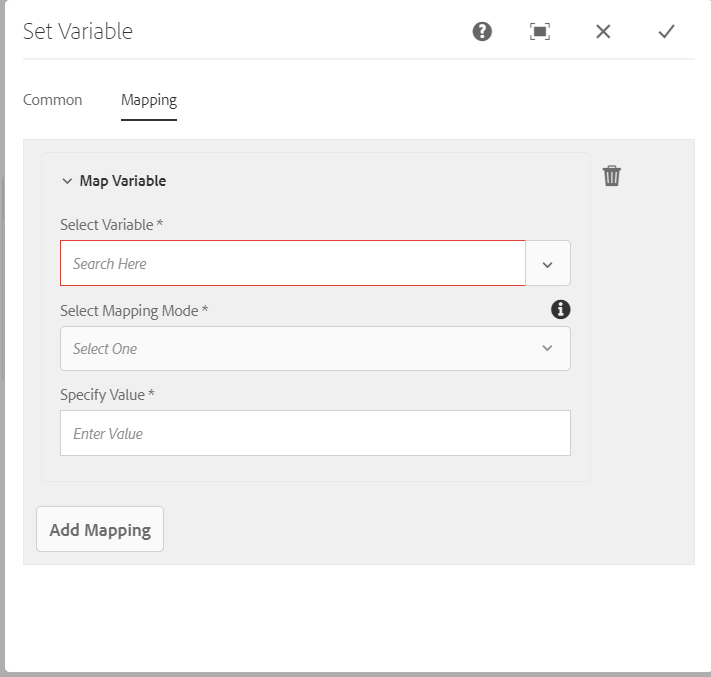 Set Variable
Common Mapping
Map Variable
Select Variable *
Search Here
Select Mapping Mode *
Select One
Specify Value *
Enter Value
Add Mapping